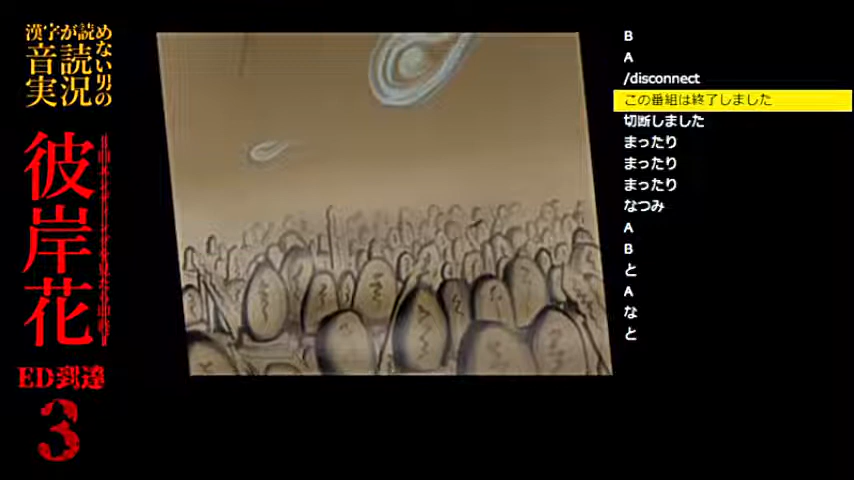 漢字が読め
ない男の
音読
実況
彼岸花
ED到達
3
B
A
/disconnect
この番組は終了しました
切断しました
まったり
まったり
まったり
なつみ
A
B
と
A
な
と